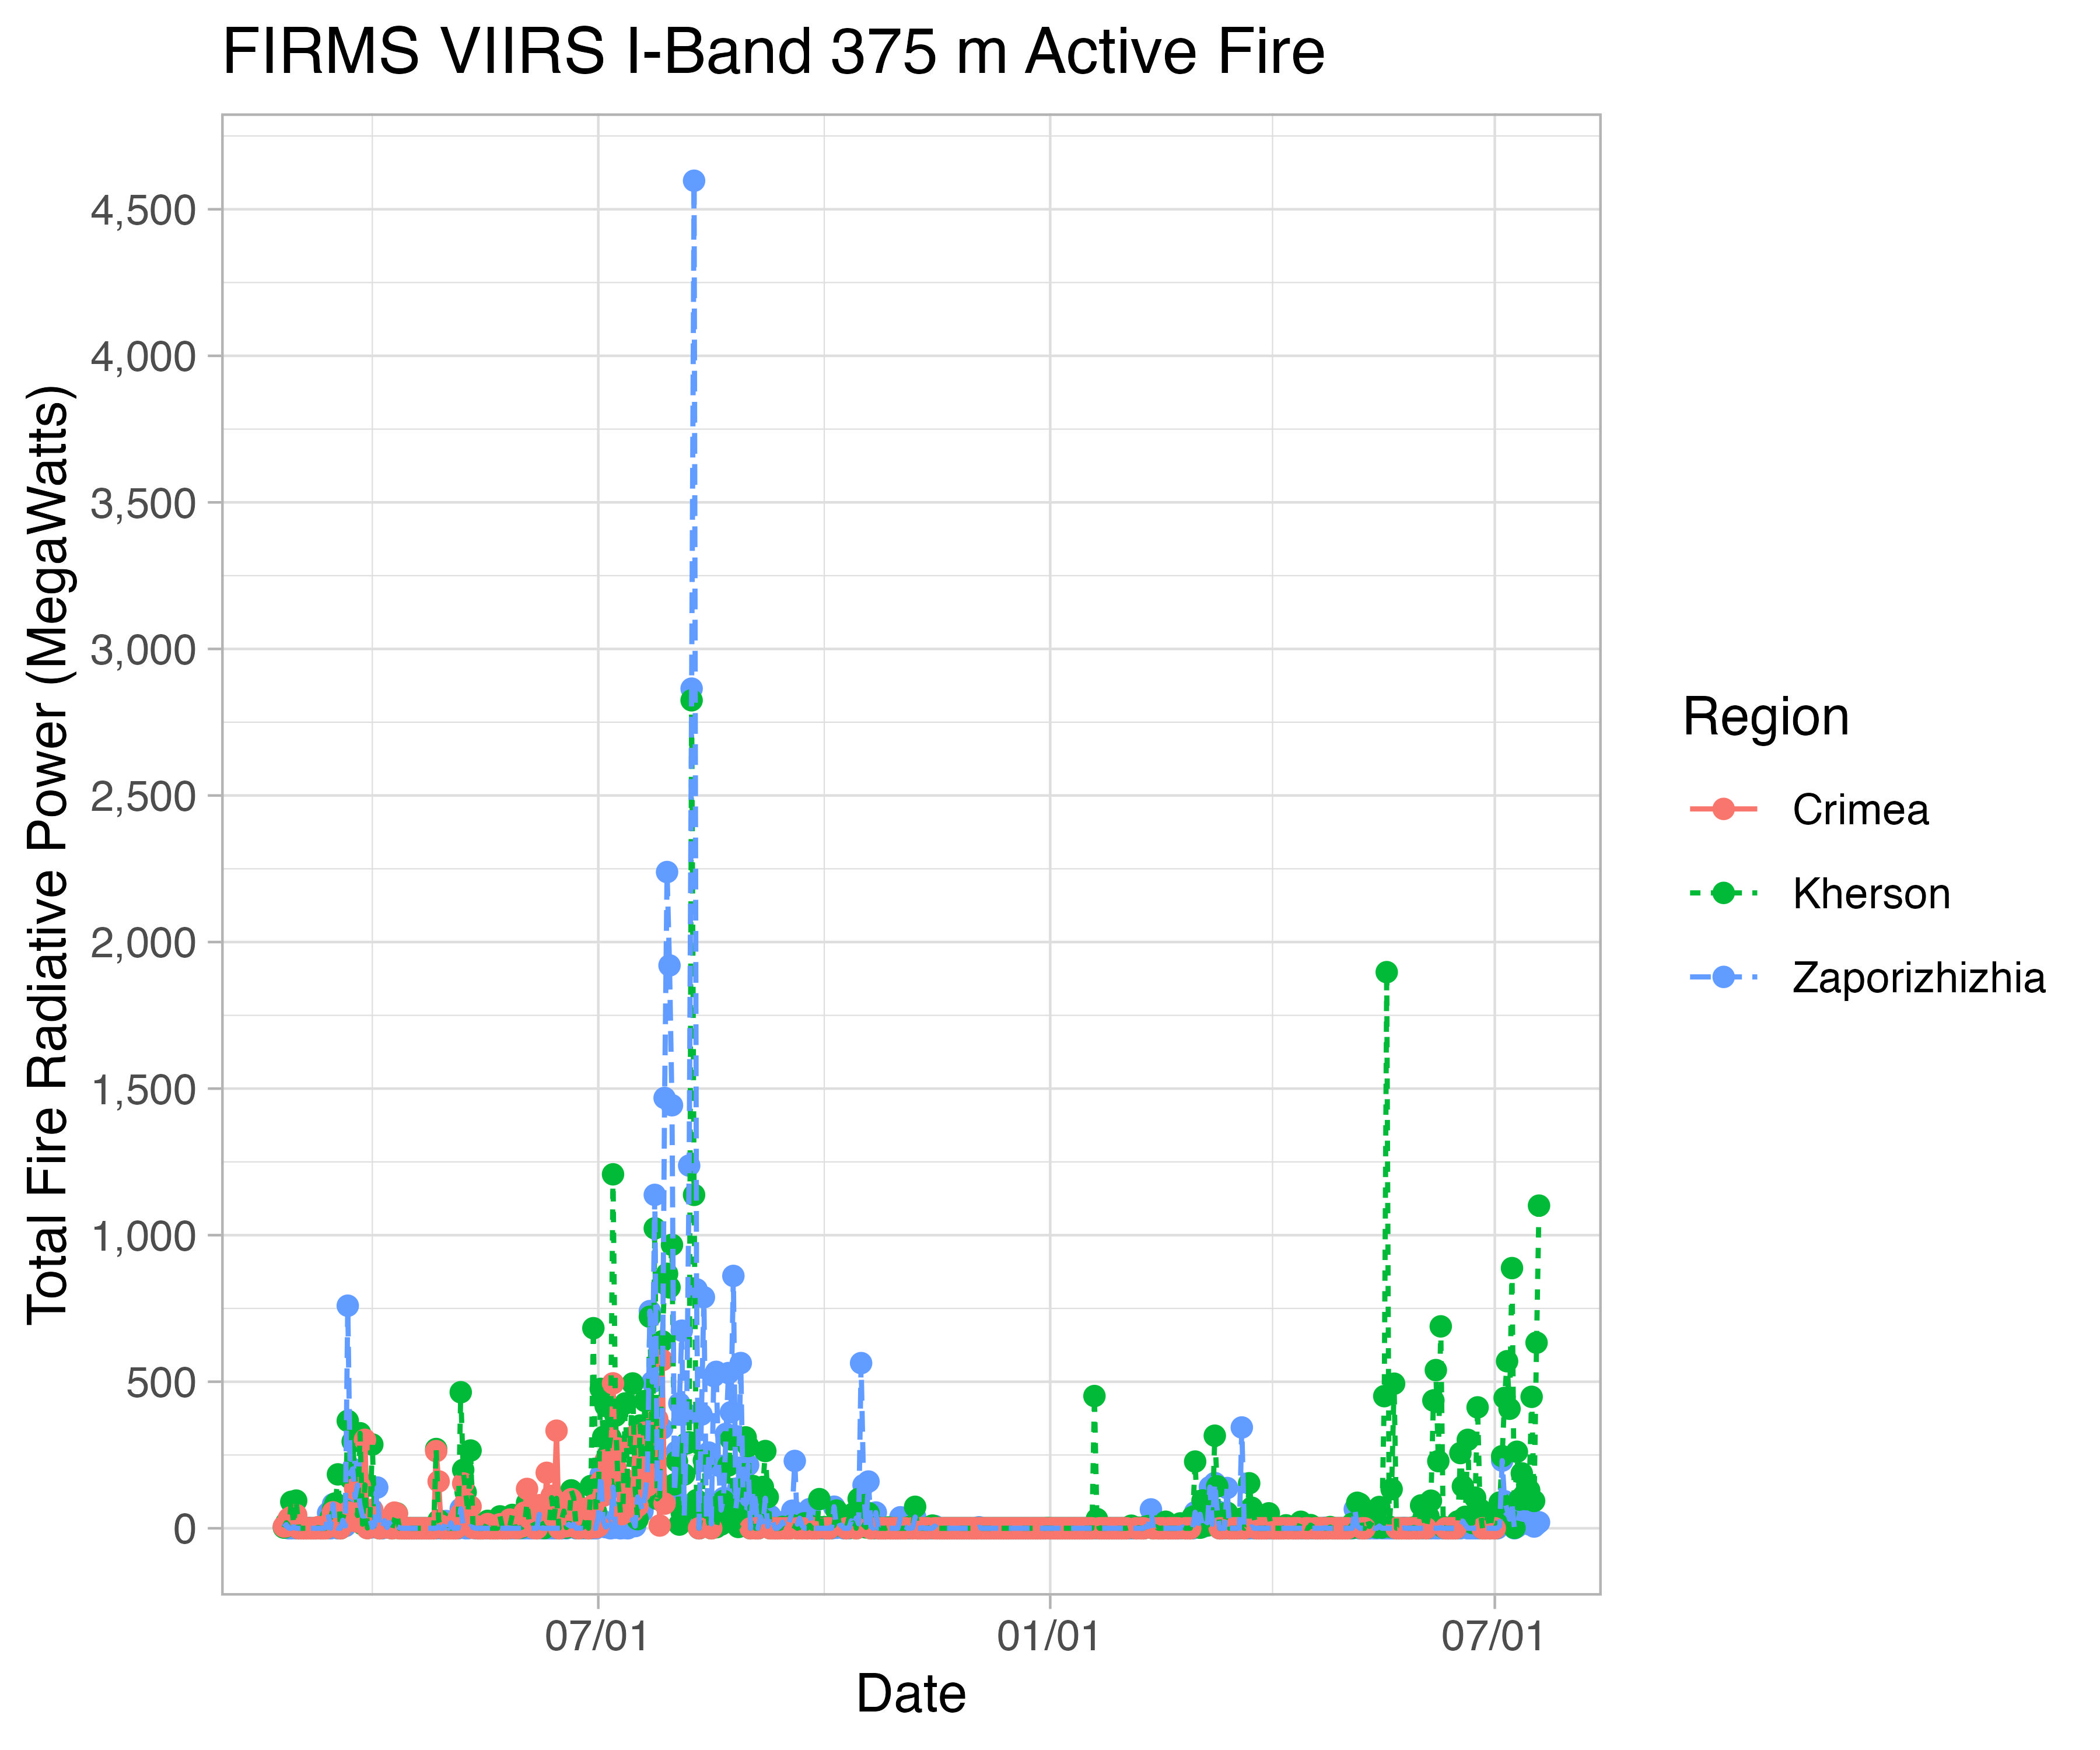 FIRMS VIIRS I-Band 375 m Active Fire
Total Fire Radiative Power (MegaWatts)
4,500
4,000
3,500
3,000
2,500
2,000
1,500
1,000
500
0
07/01
01/01
07/01
Date
Region
Crimea
Kherson
Zaporizhizhia